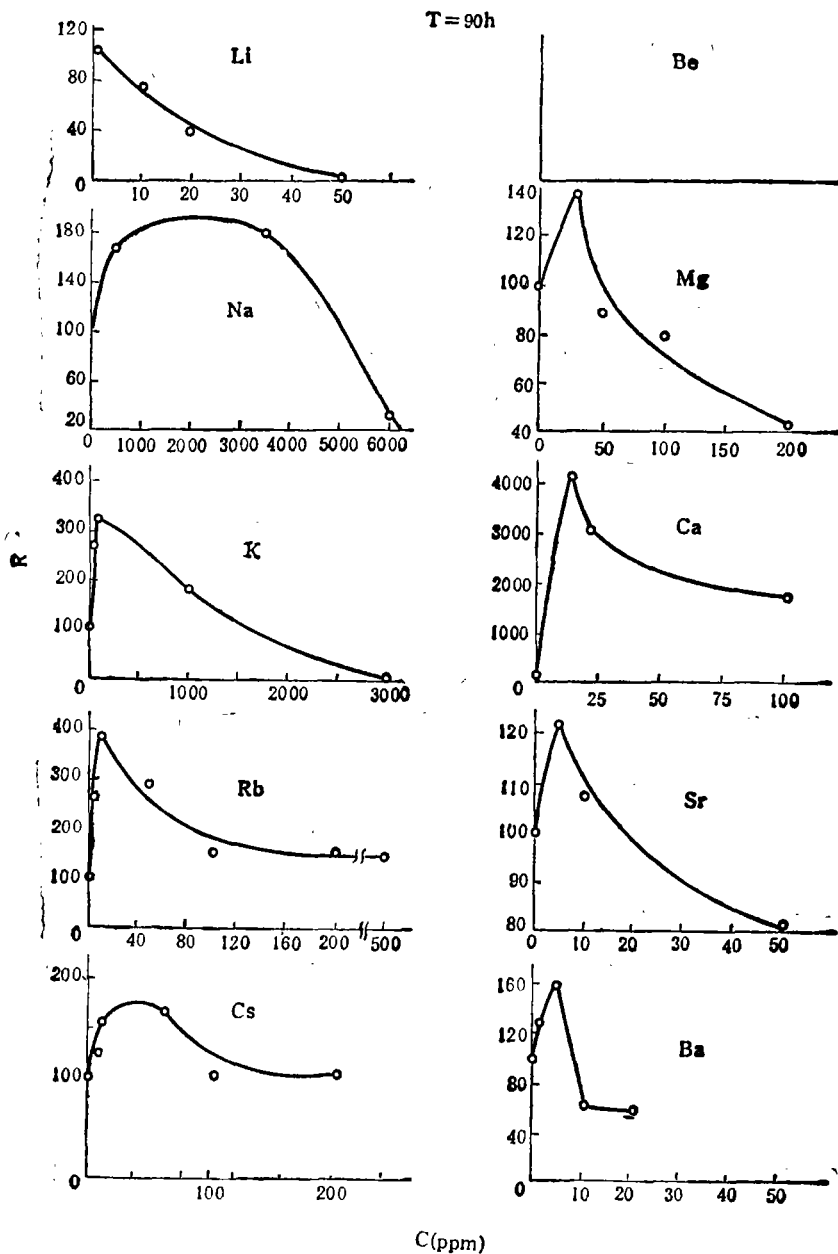 T = 90h
Li
120
80
40
0
10 20 30 40 50
Be
Na
180
140
100
60
20
0 1000 2000 3000 4000 5000 6000
Mg
140
120
100
80
60
40
0 50 100 150 200
K
400
300
200
100
0
1000 2000 3000
Ca
4000
3000
2000
1000
0
25 50 75 100
R
Rb
400
300
200
100
0
40 80 120 160 200 500
Sr
120
110
100
90
80
0 10 20 30 40 50
Cs
200
100
0
100 200
Ba
160
120
80
40
0
0 10 20 30 40 50
C(ppm)